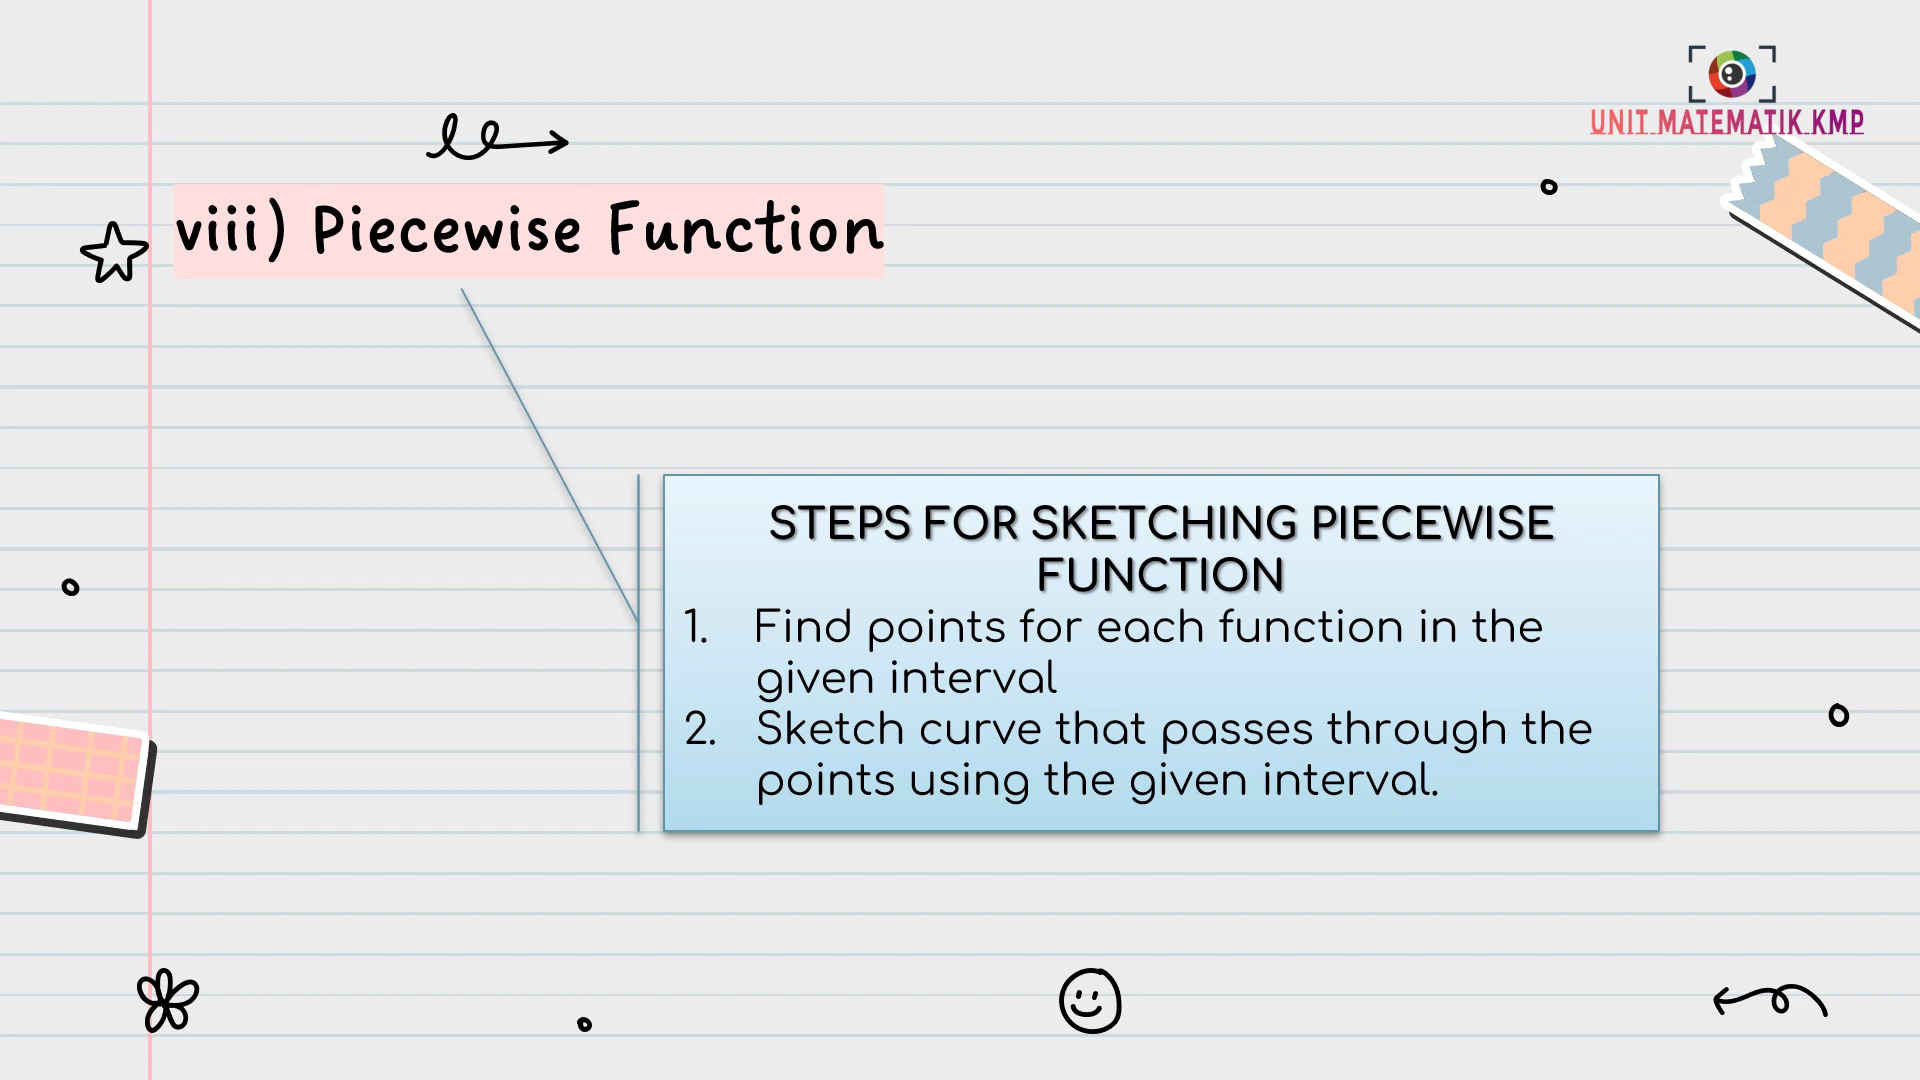 UNIT MATEMATIK KMP
viii) Piecewise Function
STEPS FOR SKETCHING PIECEWISE
FUNCTION
1. Find points for each function in the
given interval
2. Sketch curve that passes through the
points using the given interval.